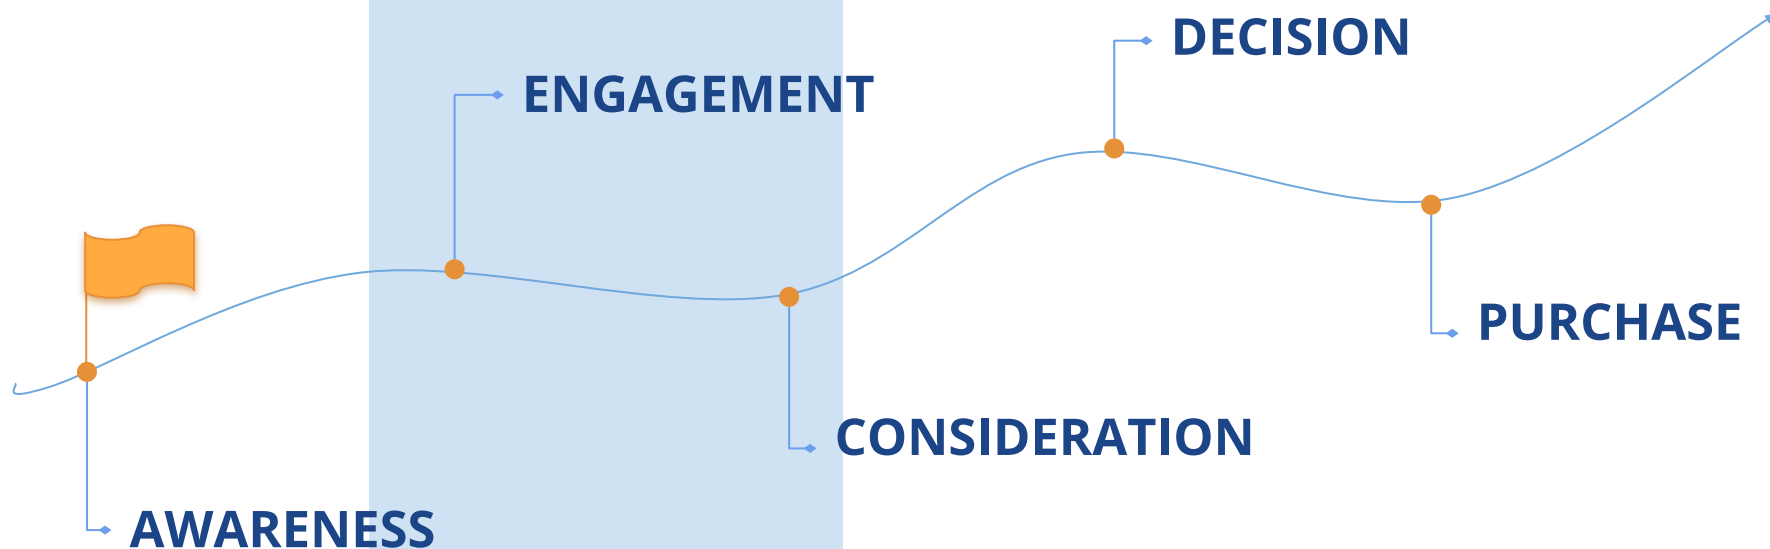 AWARENESS
ENGAGEMENT
CONSIDERATION
DECISION
PURCHASE